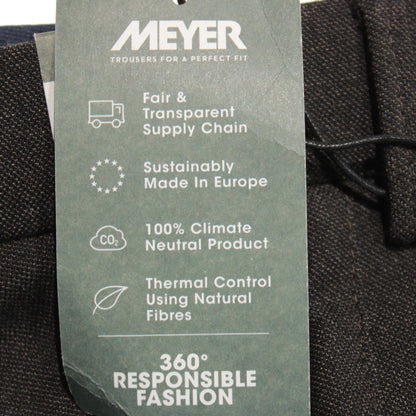 MEYER
TROUSERS FOR A PERFECT FIT
Fair &
Transparent
Supply Chain
Sustainably
Made In Europe
CO2
100% Climate
Neutral Product
Thermal Control
Using Natural
Fibres
360°
RESPONSIBLE
FASHION